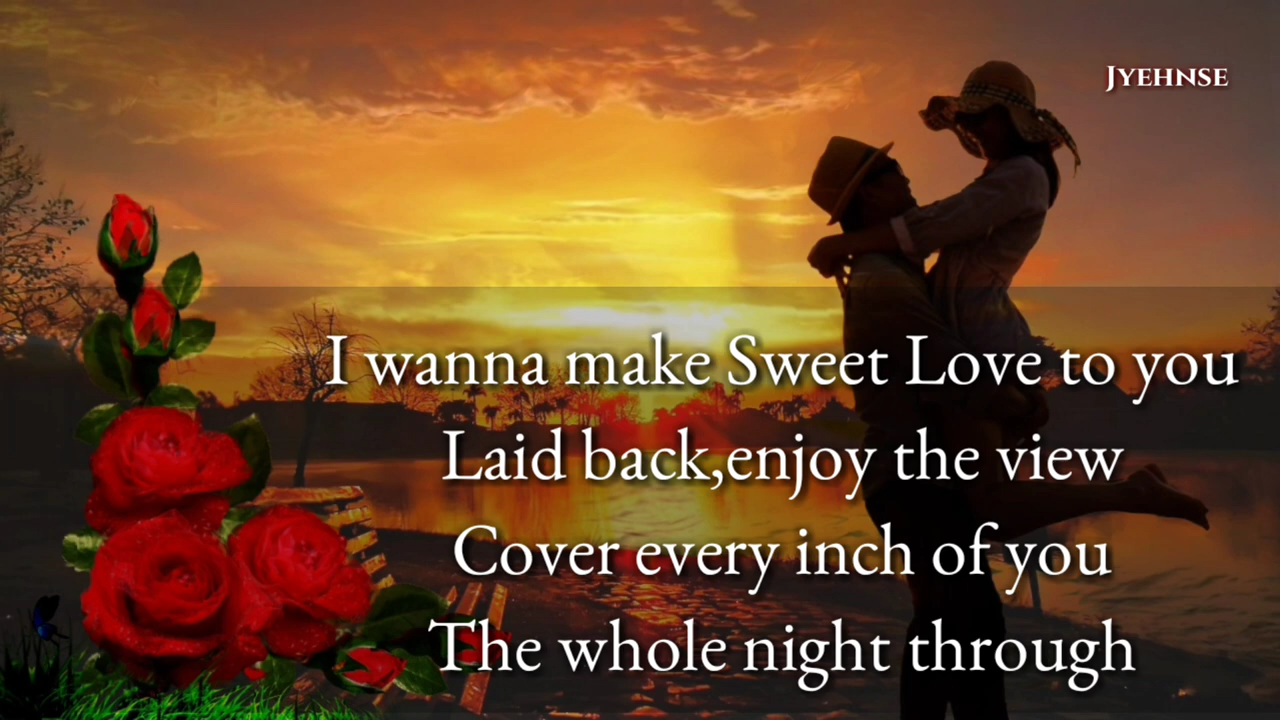 Jyehnse
I wanna make Sweet Love to you
Laid back,enjoy the view
Cover every inch of you
The whole night through